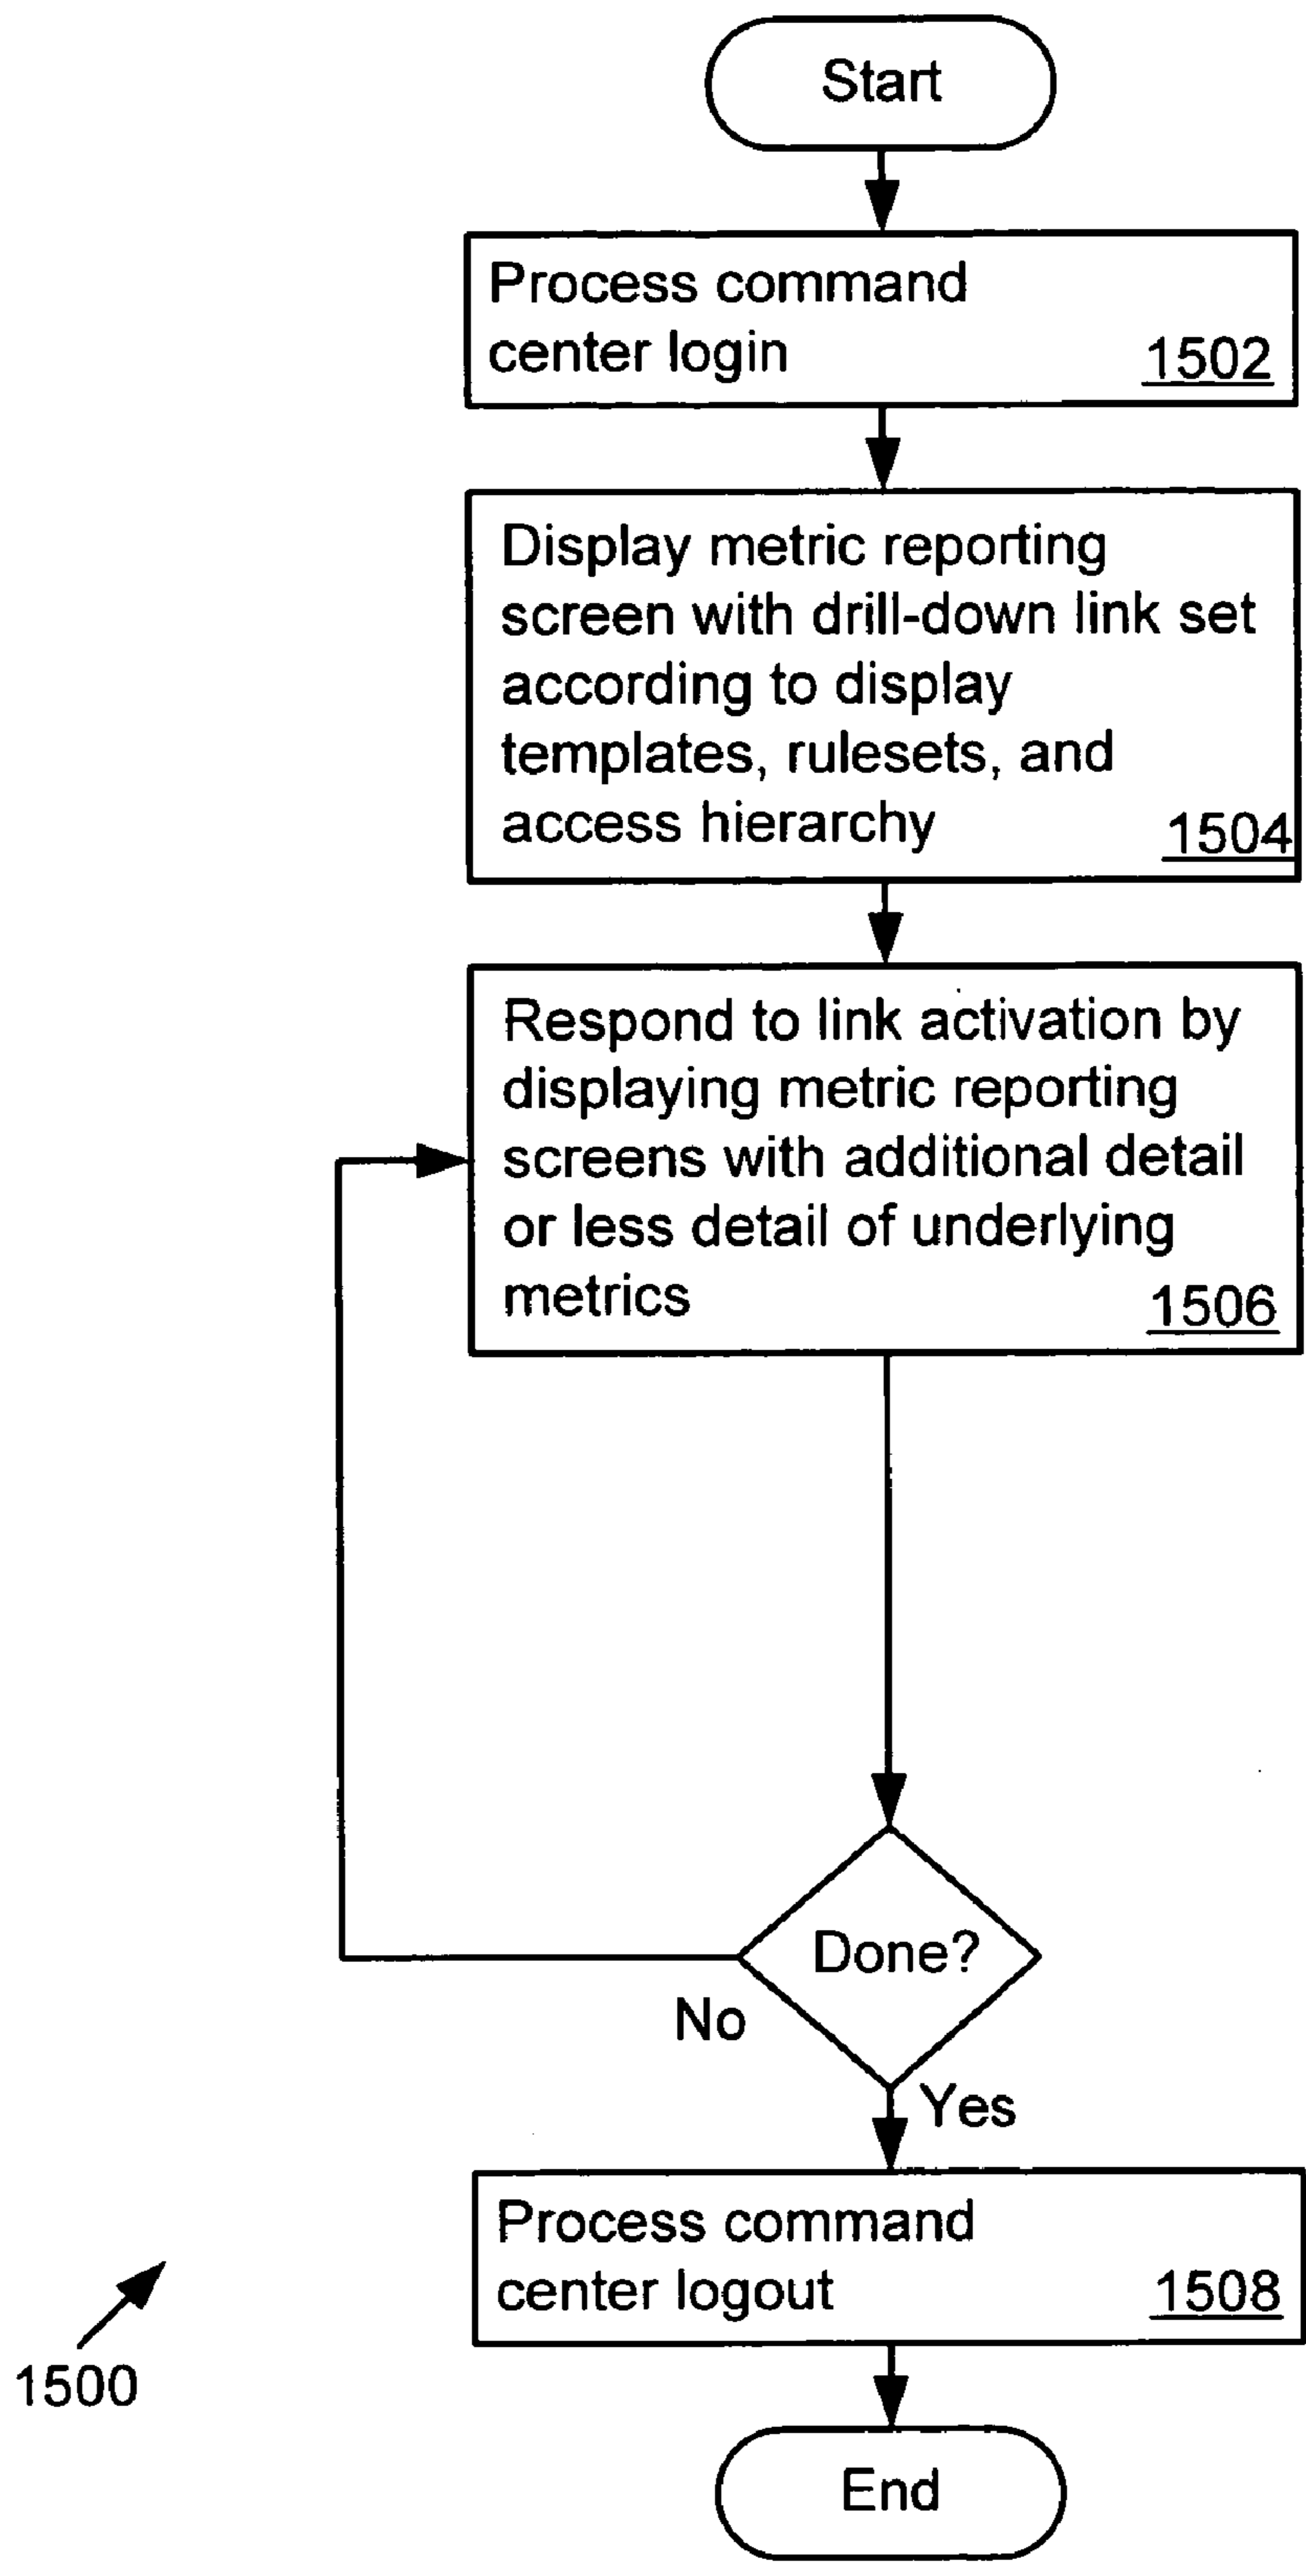 Start
Process command
center login
1502
Display metric reporting
screen with drill-down link set
according to display
templates, rulesets, and
access hierarchy
1504
Respond to link activation by
displaying metric reporting
screens with additional detail
or less detail of underlying
metrics
1506
Done?
No
Yes
Process command
center logout
1508
1500
End